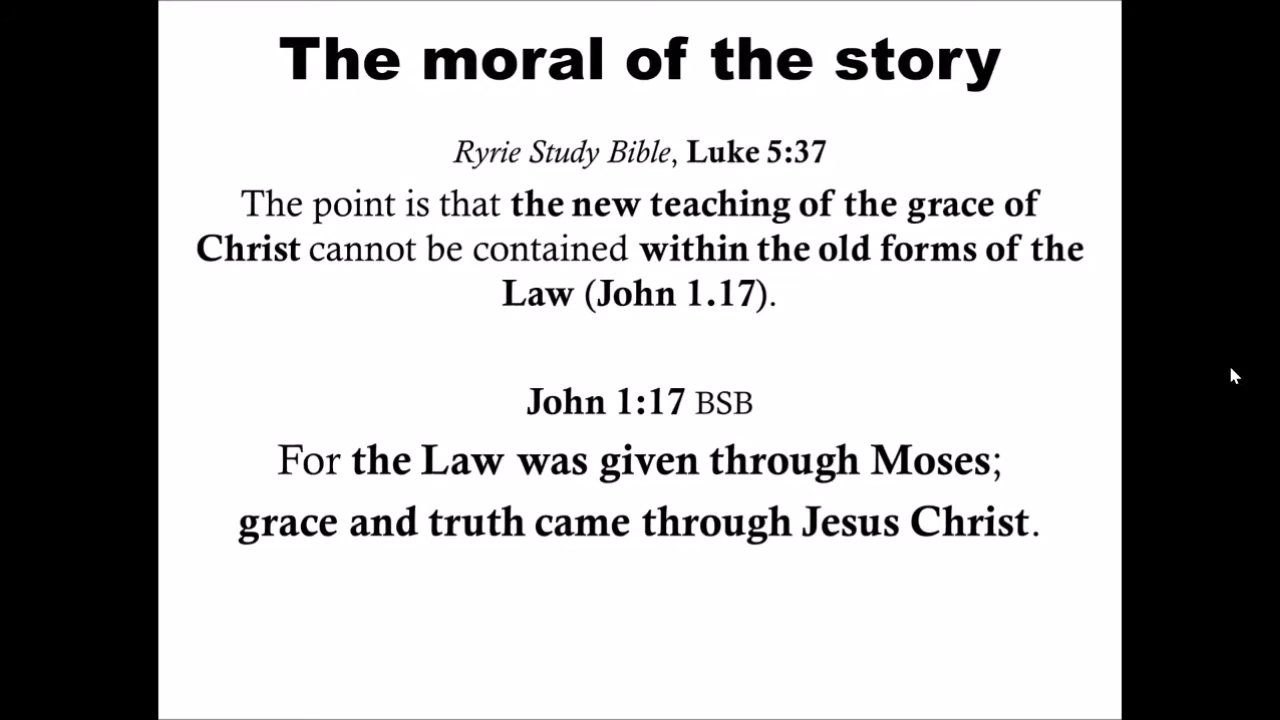 The moral of the story
Ryrie Study Bible, Luke 5:37
The point is that the new teaching of the grace of
Christ cannot be contained within the old forms of the
Law (John 1.17).
John 1:17 BSB
For the Law was given through Moses;
grace and truth came through Jesus Christ.